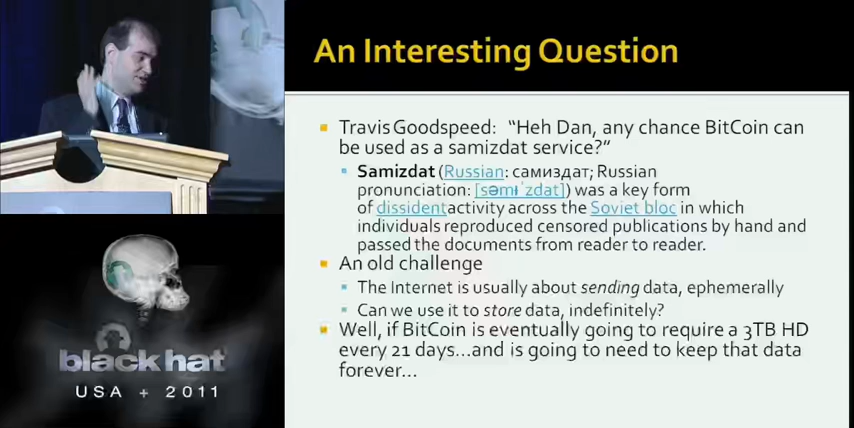 An Interesting Question
Travis Goodspeed: “Heh Dan, any chance BitCoin can
be used as a samizdat service?”
Samizdat (Russian: самиздат; Russian
pronunciation: [səmɨˈzdat]) was a key form
of dissidentactivity across the Soviet bloc in which
individuals reproduced censored publications by hand and
passed the documents from reader to reader.
An old challenge
The Internet is usually about sending data, ephemerally
Can we use it to store data, indefinitely?
Well, if BitCoin is eventually going to require a 3TB HD
every 21 days...and is going to need to keep that data
forever...
black hat
USA + 2011